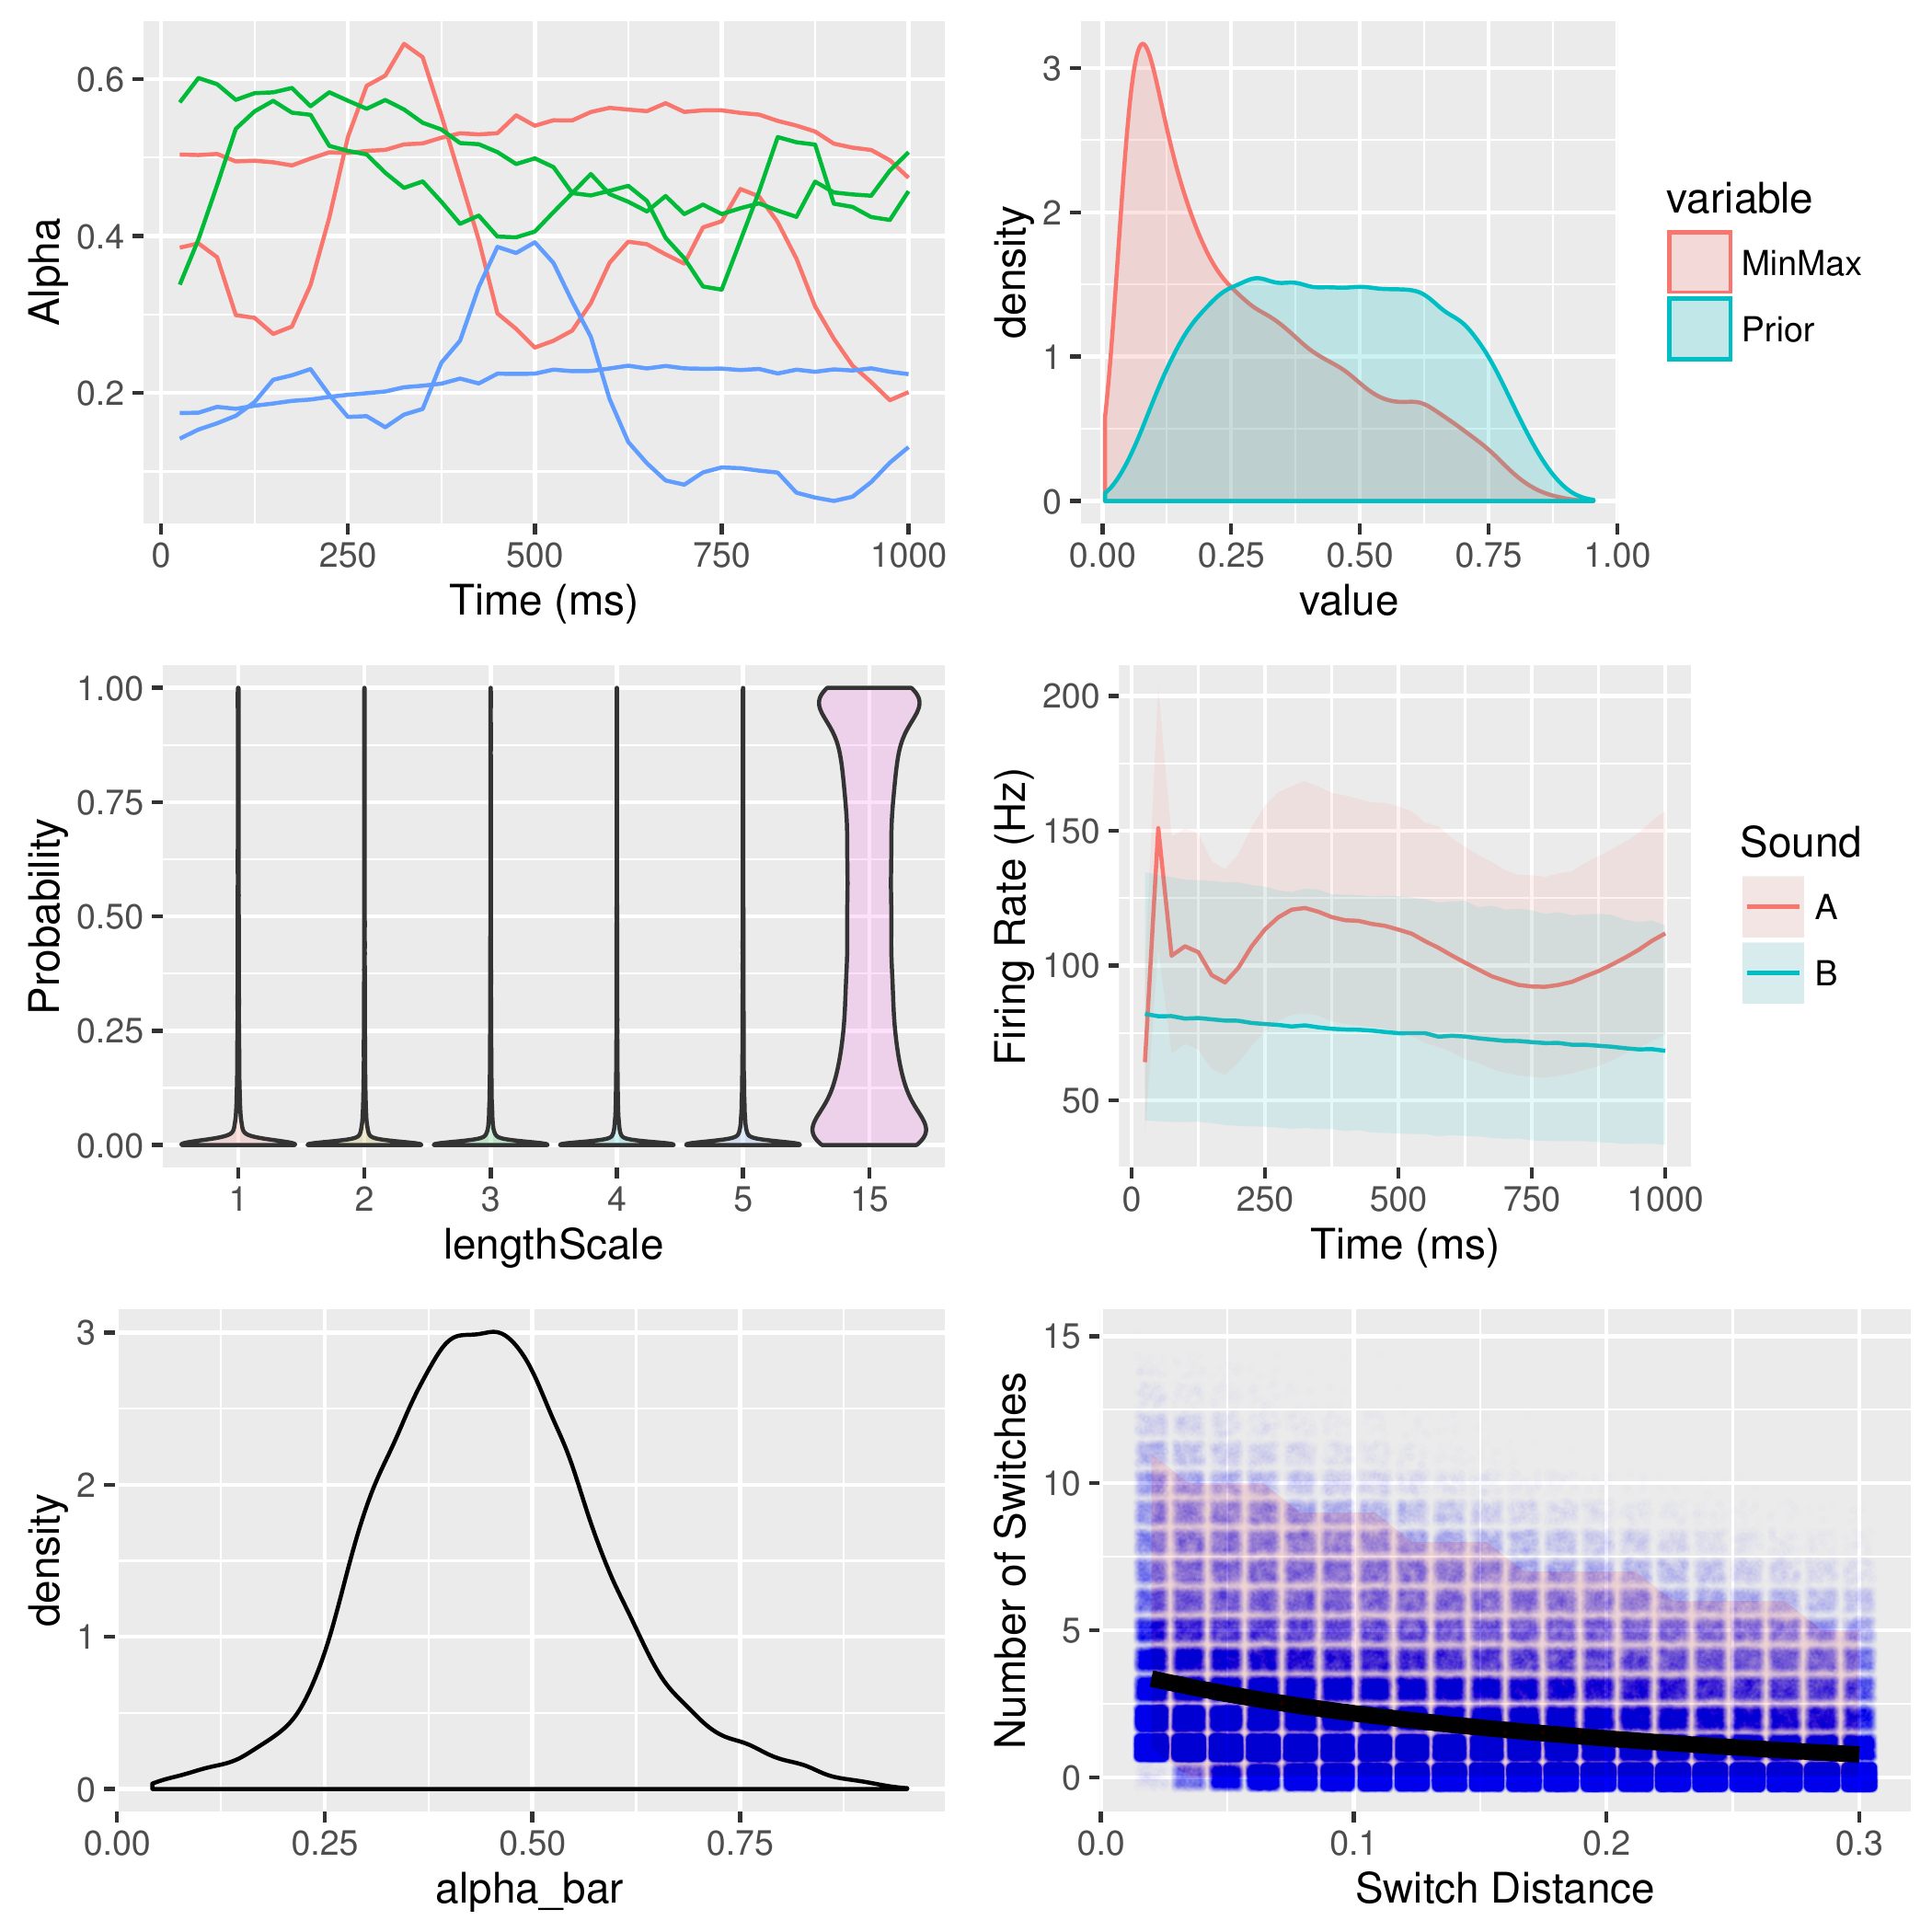 Alpha
0.6
0.4
0.2
0 250 500 750 1000
Time (ms)
density
3
2
1
0
0.00 0.25 0.50 0.75 1.00
value
variable
MinMax
Prior
Probability
1.00
0.75
0.50
0.25
0.00
1 2 3 4 5 15
lengthScale
Firing Rate (Hz)
200
150
100
50
0 250 500 750 1000
Time (ms)
Sound
A
B
density
3
2
1
0
0.00 0.25 0.50 0.75
alpha_bar
Number of Switches
15
10
5
0
0.0 0.1 0.2 0.3
Switch Distance